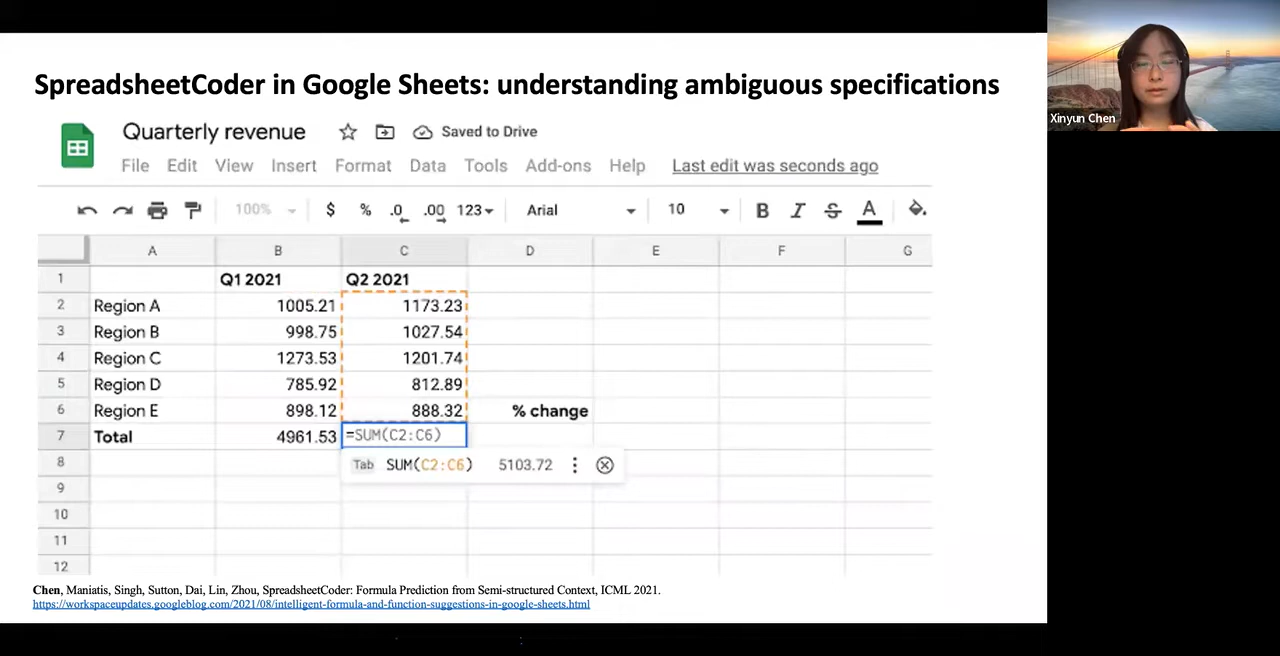 SpreadsheetCoder in Google Sheets: understanding ambiguous specifications
Xinyun Chen
Quarterly revenue Saved to Drive
File Edit View Insert Format Data Tools Add-ons Help Last edit was seconds ago
100% $ % .0 .00 123 Arial 10 B I S A
A B C D E F G
1 Q1 2021 Q2 2021
2 Region A 1005.21 1173.23
3 Region B 998.75 1027.54
4 Region C 1273.53 1201.74
5 Region D 785.92 812.89
6 Region E 898.12 888.32 % change
7 Total 4961.53 =SUM(C2:C6)
8 Tab SUM(C2:C6) 5103.72
9
10
11
12
Chen, Maniatis, Singh, Sutton, Dai, Lin, Zhou, SpreadsheetCoder: Formula Prediction from Semi-structured Context, ICML 2021.
https://workspaceupdates.googleblog.com/2021/08/intelligent-formula-and-function-suggestions-in-google-sheets.html